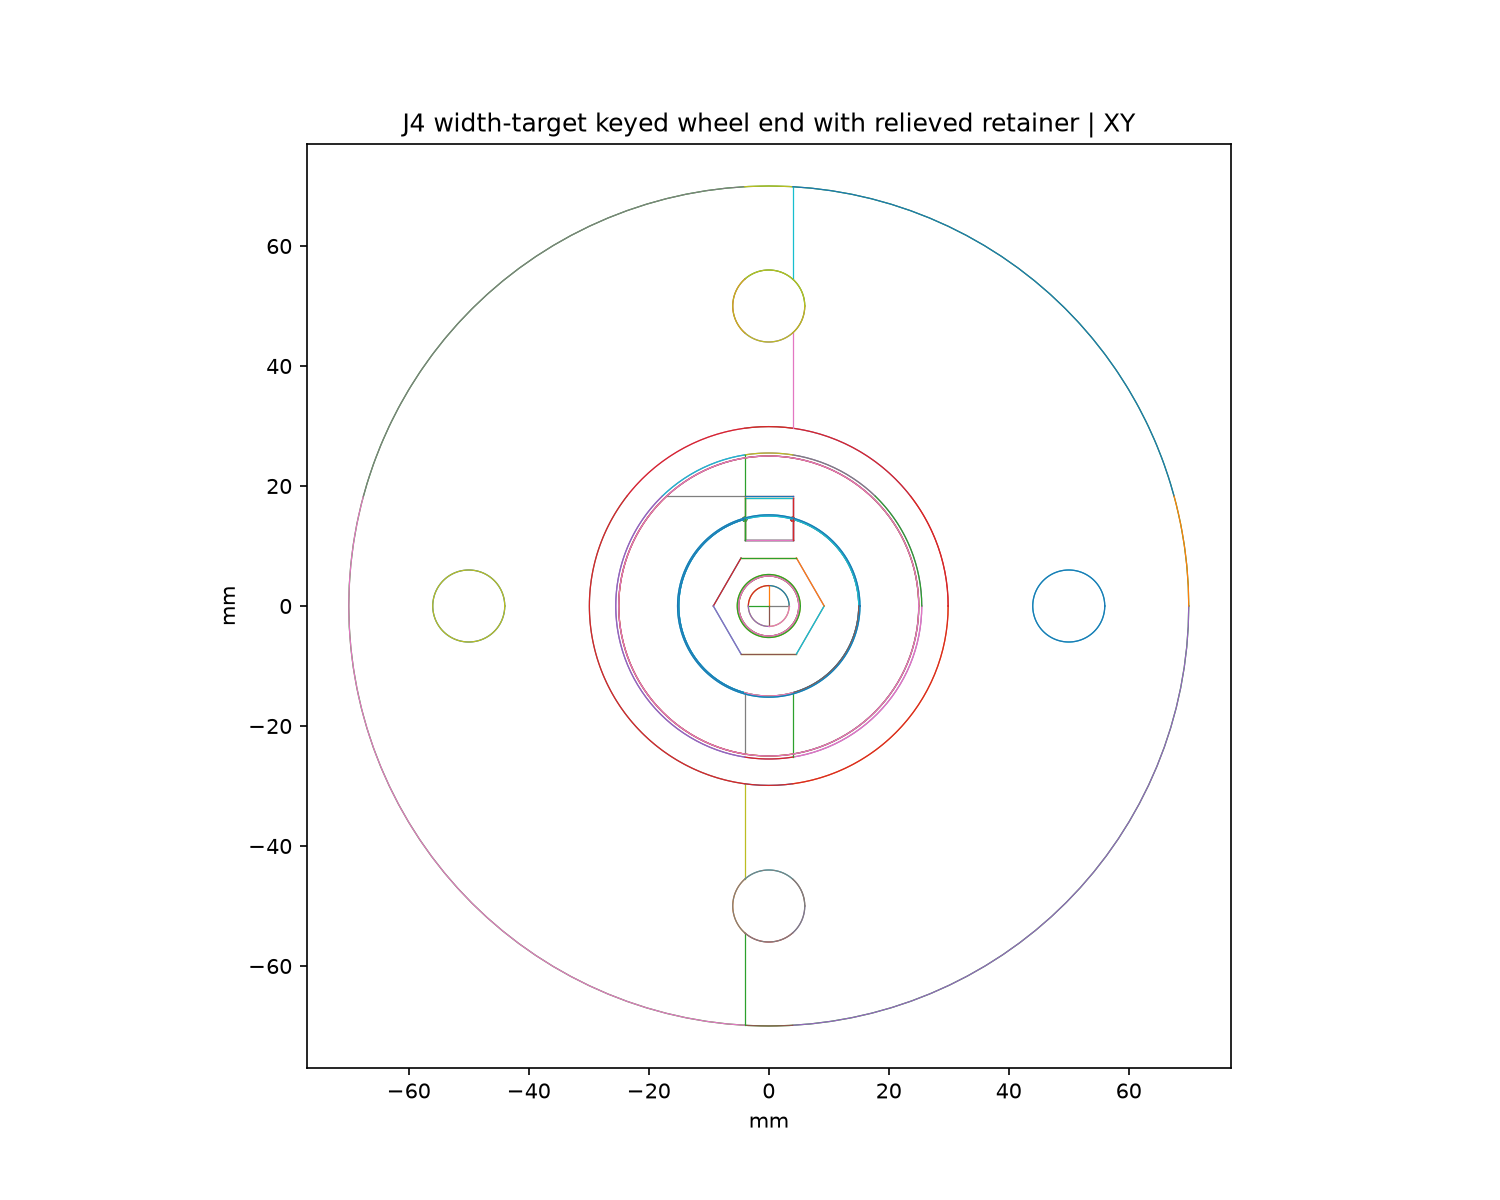 J4 width-target keyed wheel end with relieved retainer | XY
60
40
20
0
−20
−40
−60
mm
−60 −40 −20 0 20 40 60
mm